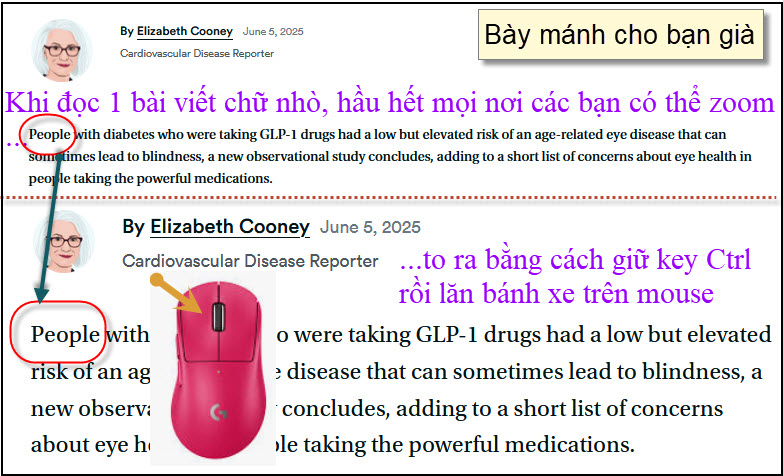 By Elizabeth Cooney June 5, 2025
Cardiovascular Disease Reporter
Bày mánh cho bạn già
Khi đọc 1 bài viết chữ nhò, hầu hết mọi nơi các bạn có thể zoom
...
People with diabetes who were taking GLP-1 drugs had a low but elevated risk of an age-related eye disease that can
sometimes lead to blindness, a new observational study concludes, adding to a short list of concerns about eye health in
people taking the powerful medications.
By Elizabeth Cooney June 5, 2025
Cardiovascular Disease Reporter
...to ra bằng cách giữ key Ctrl
rồi lăn bánh xe trên mouse
People with o were taking GLP-1 drugs had a low but elevated
risk of an ag e disease that can sometimes lead to blindness, a
new observa y concludes, adding to a short list of concerns
about eye he ple taking the powerful medications.